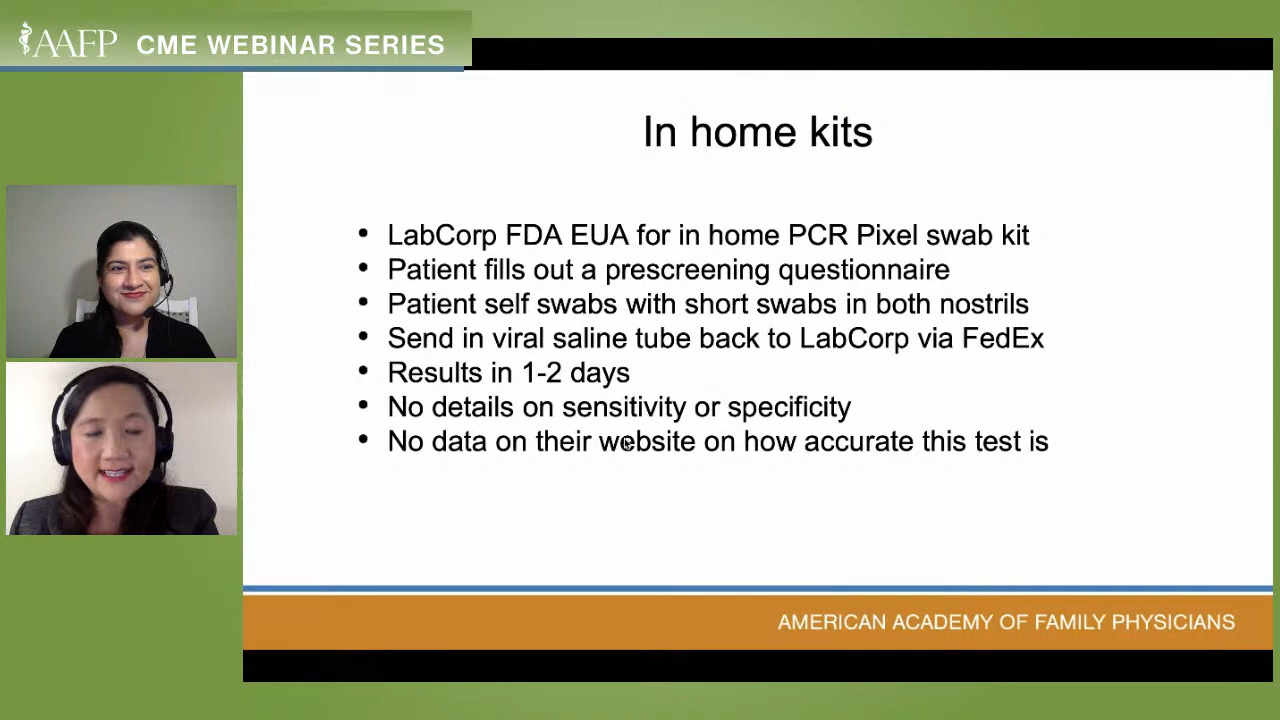 AAFP CME WEBINAR SERIES
In home kits
• LabCorp FDA EUA for in home PCR Pixel swab kit
• Patient fills out a prescreening questionnaire
• Patient self swabs with short swabs in both nostrils
• Send in viral saline tube back to LabCorp via FedEx
• Results in 1-2 days
• No details on sensitivity or specificity
• No data on their website on how accurate this test is
AMERICAN ACADEMY OF FAMILY PHYSICIANS